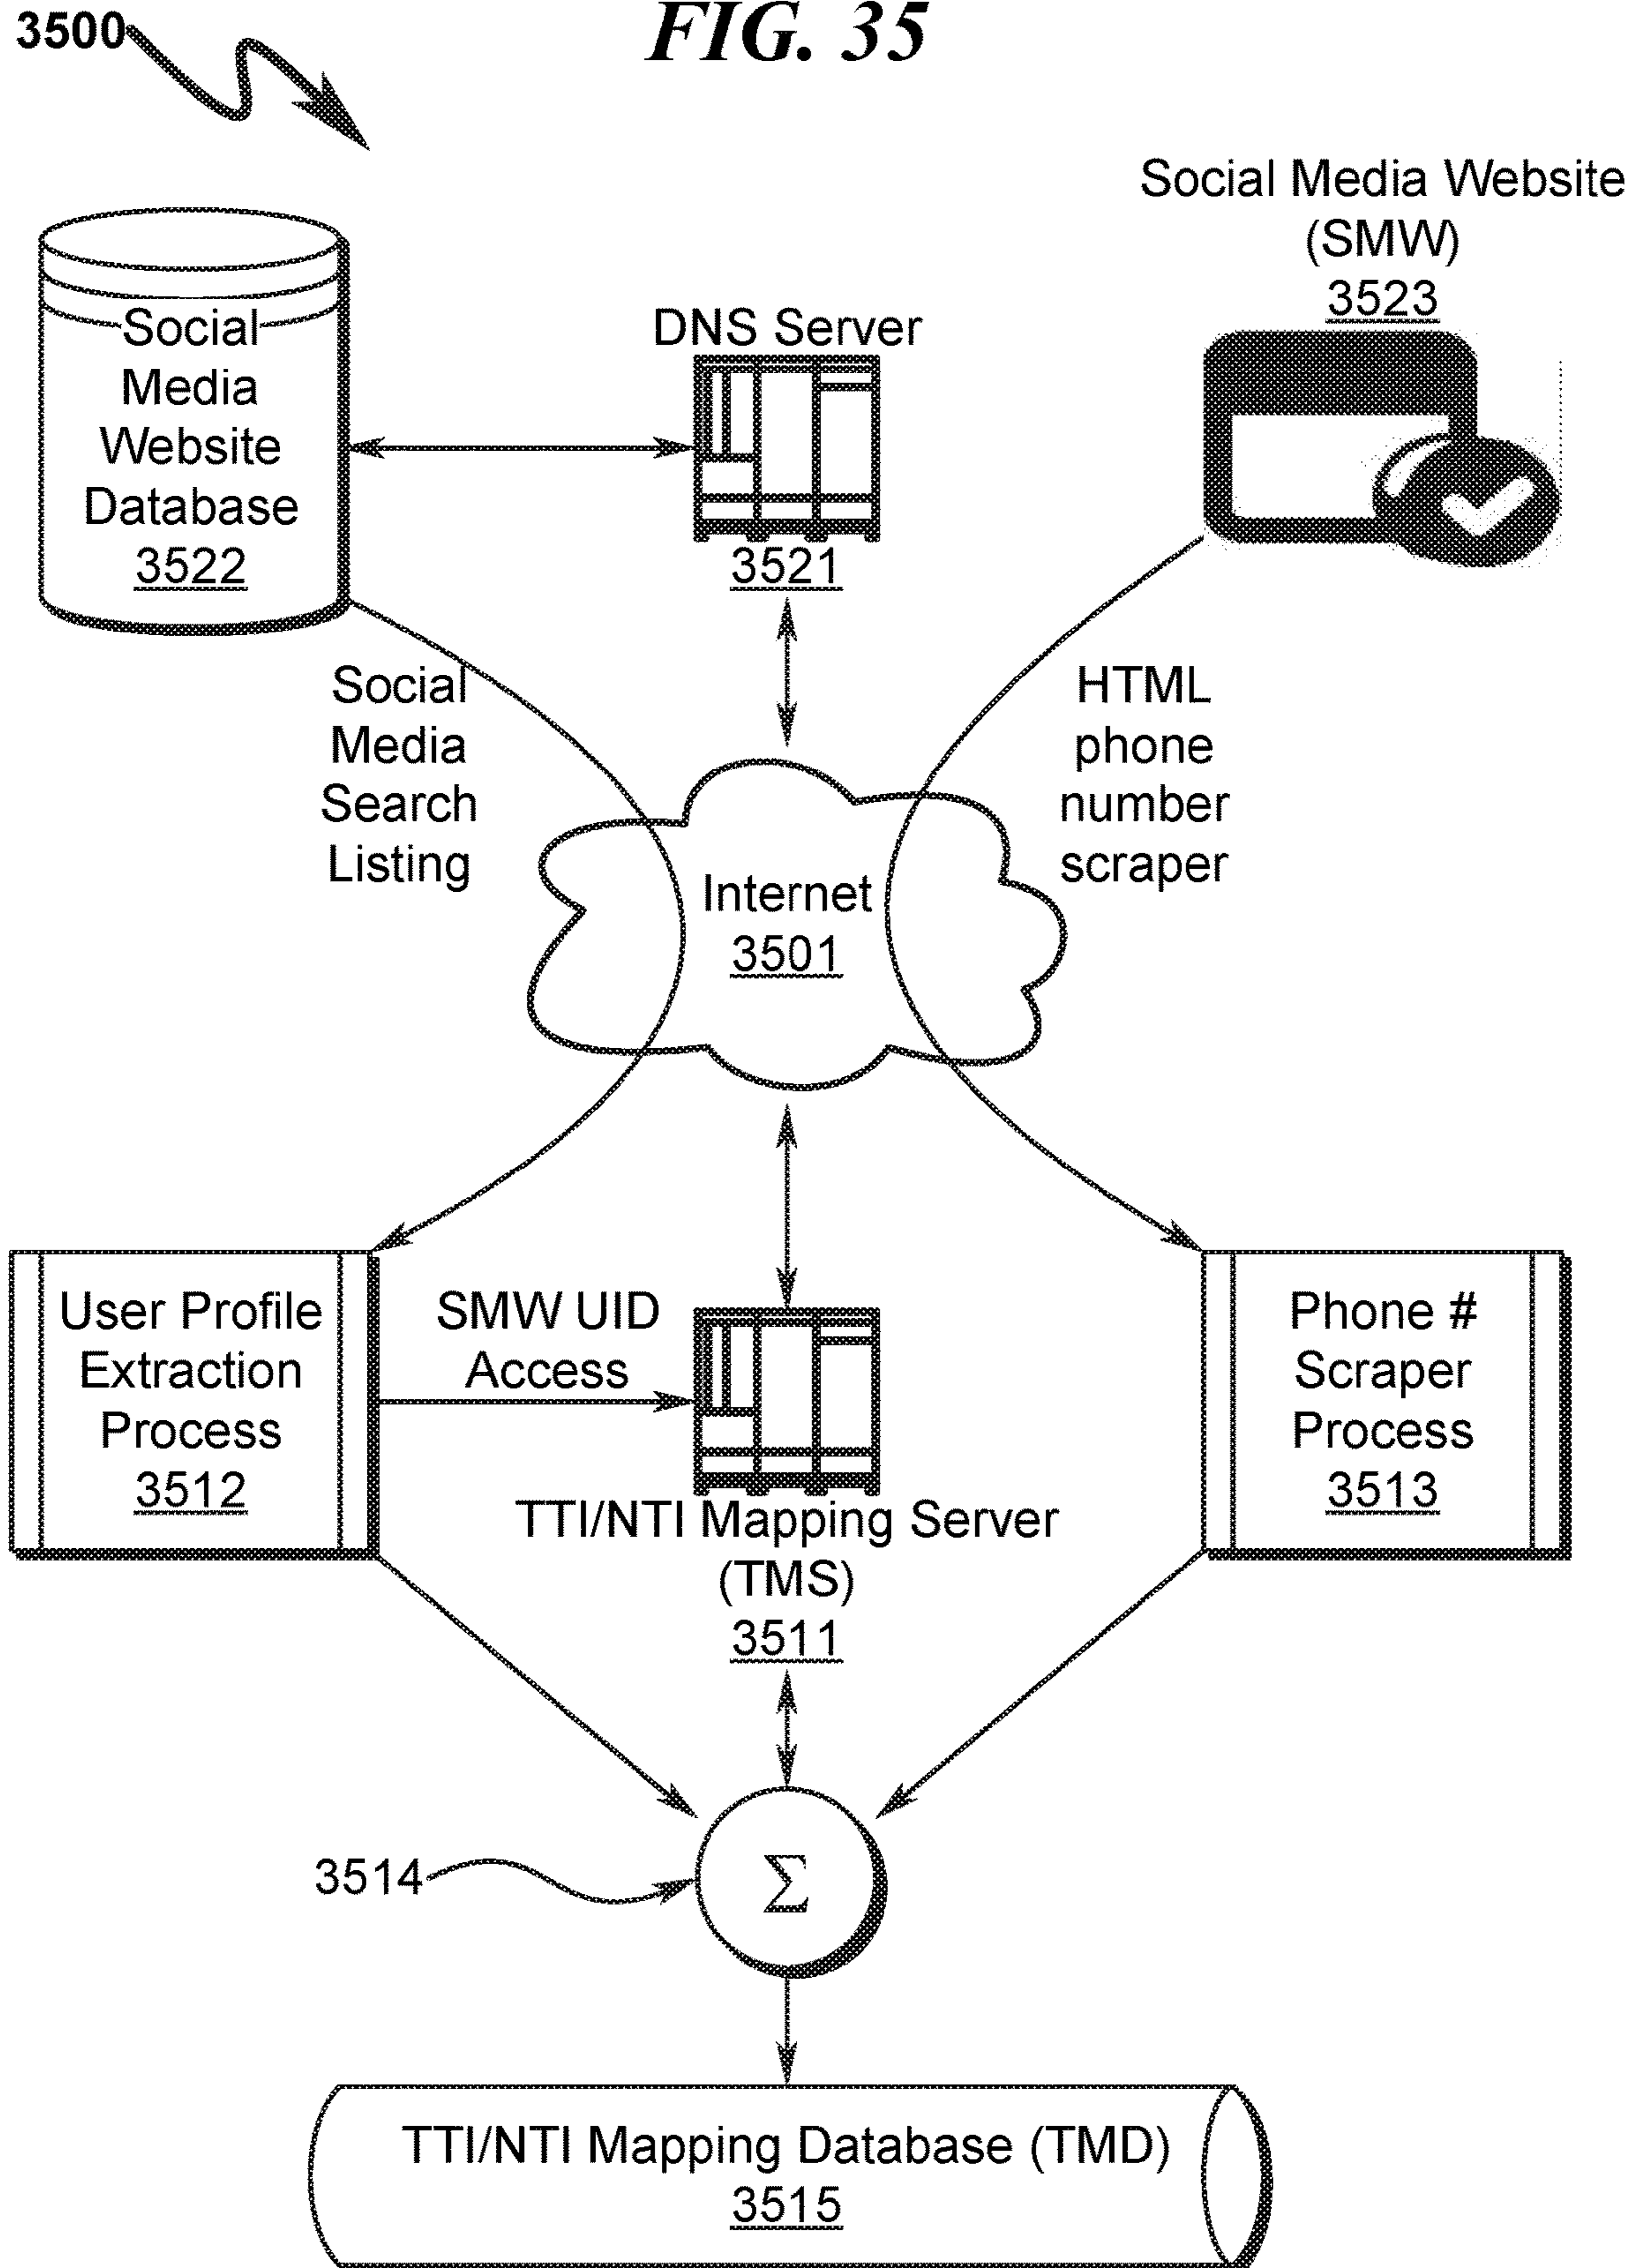 FIG. 35
3500
Social Media Website
(SMW)
3523
Social
Media
Website
Database
3522
DNS Server
3521
Social
Media
Search
Listing
HTML
phone
number
scraper
Internet
3501
User Profile
Extraction
Process
3512
SMW UID
Access
TTI/NTI Mapping Server
(TMS)
3511
Phone #
Scraper
Process
3513
3514
Σ
TTI/NTI Mapping Database (TMD)
3515